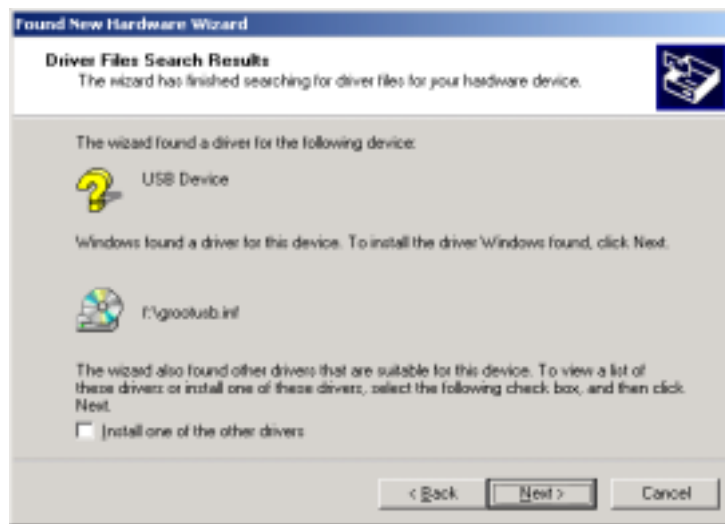 Found New Hardware Wizard
Driver Files Search Results
The wizard has finished searching for driver files for your hardware device.
The wizard found a driver for the following device:
USB Device
Windows found a driver for this device. To install the driver Windows found, click Next.
f:\grootusb.inf
The wizard also found other drivers that are suitable for this device. To view a list of
these drivers or install one of these drivers, select the following check box, and then click
Next.
Install one of the other drivers
< Back
Next >
Cancel